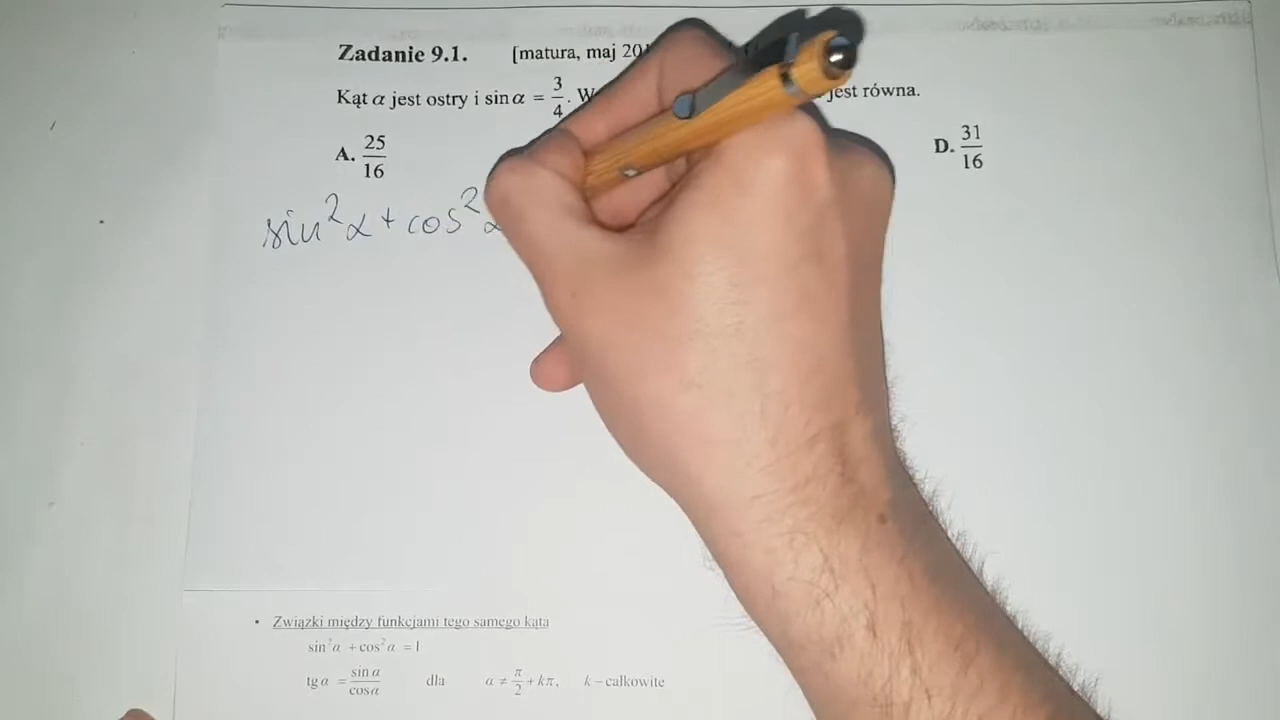 Zadanie 9.1. [matura, maj
Kąt α jest ostry i sin α = 3/4. jest równa.
A. 25/16 D. 31/16
sin²α + cos²α
• Związki między funkcjami tego samego kąta
sin²α + cos²α = 1
tg α = sin α / cos α dla α ≠ π/2 + kπ, k – całkowite